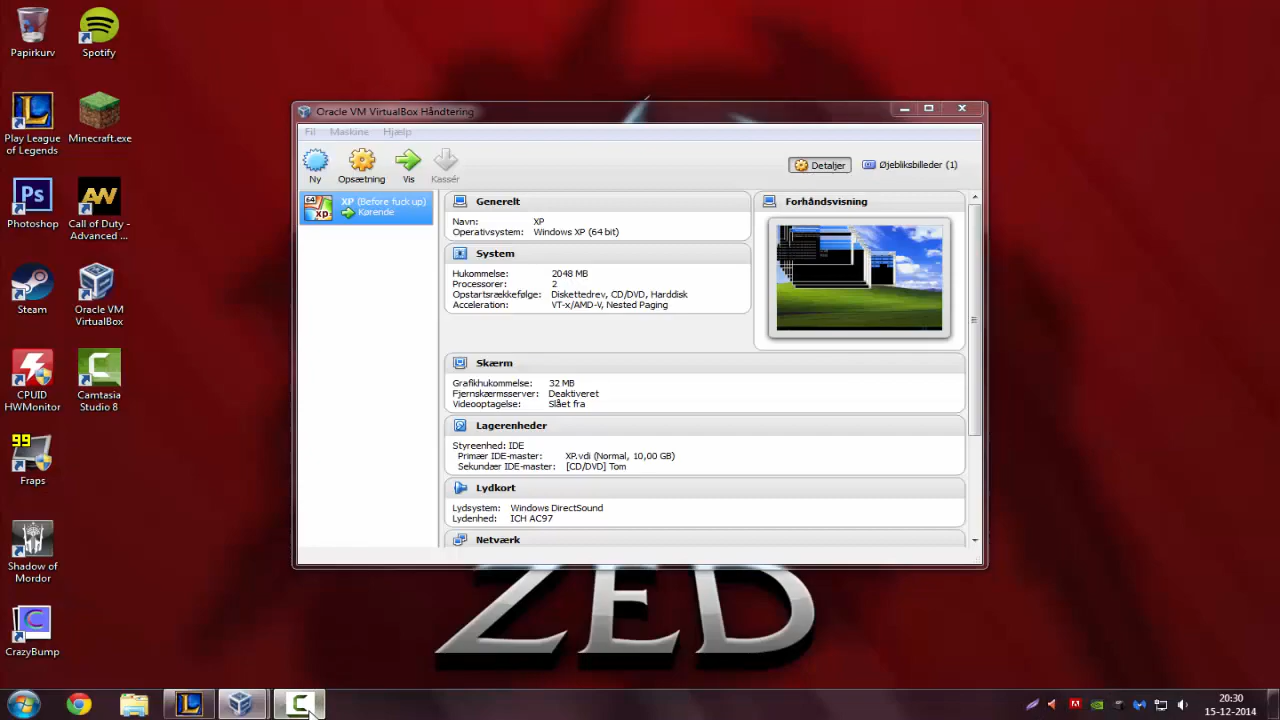 Papirkurv
Spotify
Play League
of Legends
Minecraft.exe
Ps
Photoshop
AW
Call of Duty -
Advanced ...
Steam
Oracle VM
VirtualBox
CPUID
HWMonitor
Camtasia
Studio 8
99
Fraps
Shadow of
Mordor
CrazyBump
Oracle VM VirtualBox Håndtering
Fil Maskine Hjælp
Ny Opsætning Vis Kassér
Detaljer Øjebliksbilleder (1)
64
XP
XP (Before fuck up)
Kørende
Generelt
Navn: XP
Operativsystem: Windows XP (64 bit)
System
Hukommelse: 2048 MB
Processorer: 2
Opstartsrækkefølge: Diskettedrev, CD/DVD, Harddisk
Acceleration: VT-x/AMD-V, Nested Paging
Forhåndsvisning
Skærm
Grafikhukommelse: 32 MB
Fjernskærmsserver: Deaktiveret
Videooptagelse: Slået fra
Lagerenheder
Styreenhed: IDE
Primær IDE-master: XP.vdi (Normal, 10,00 GB)
Sekundær IDE-master: [CD/DVD] Tom
Lydkort
Lydsystem: Windows DirectSound
Lydenhed: ICH AC97
Netværk
ZED
20:30
15-12-2014